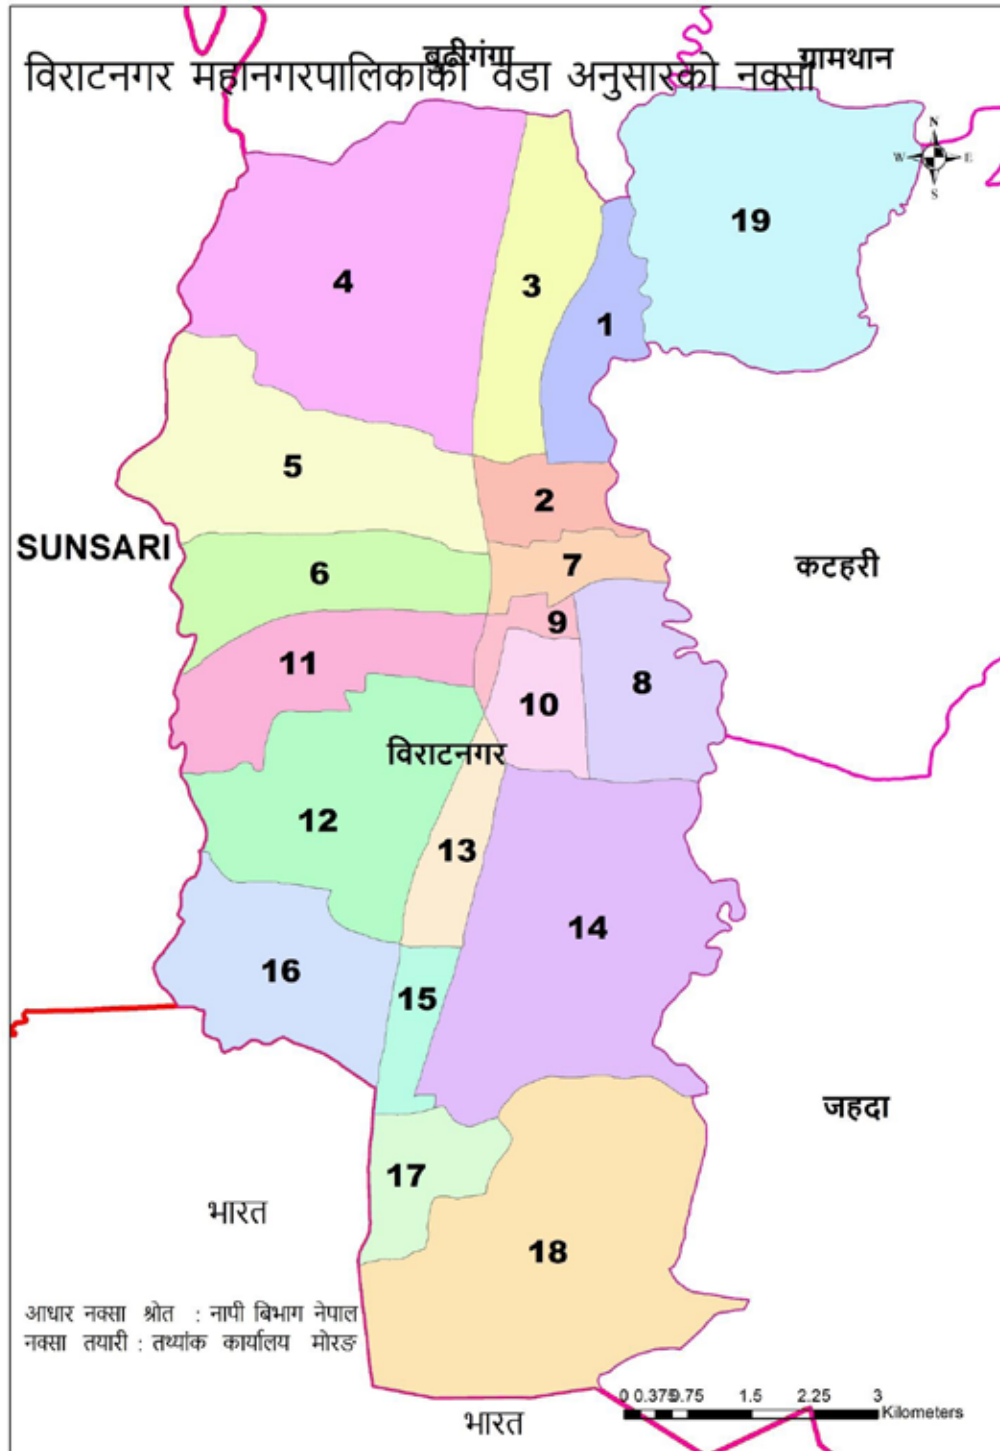 बुढीगंगा
ग्रामथान
विराटनगर महानगरपालिकाको वडा अनुसारको नक्सा
N
W E
S
19
4
3
1
5
2
SUNSARI
कटहरी
7
6
9
11
8
10
विराटनगर
12
13
14
16
15
जहदा
17
भारत
18
आधार नक्सा श्रोत : नापी बिभाग नेपाल
नक्सा तयारी : तथ्यांक कार्यालय मोरङ
0 0.375 0.75 1.5 2.25 3
Kilometers
भारत